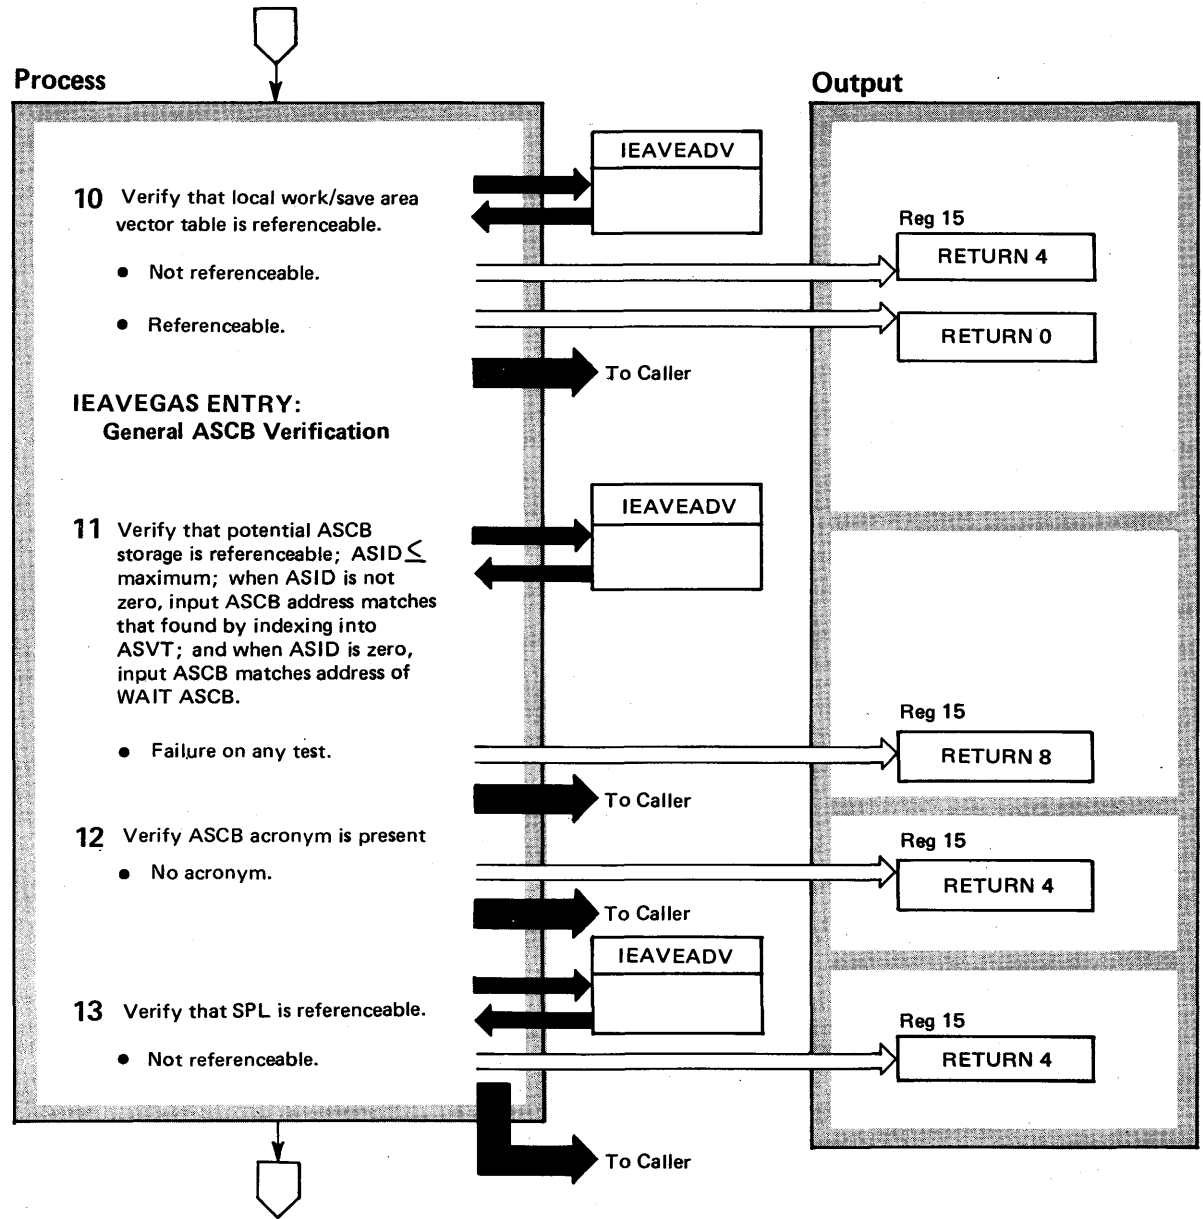 Process
Output
IEAVEADV
10 Verify that local work/save area
vector table is referenceable.
Reg 15
RETURN 4
• Not referenceable.
• Referenceable.
RETURN 0
To Caller
IEAVEGAS ENTRY:
General ASCB Verification
IEAVEADV
11 Verify that potential ASCB
storage is referenceable; ASID ≤
maximum; when ASID is not
zero, input ASCB address matches
that found by indexing into
ASVT; and when ASID is zero,
input ASCB matches address of
WAIT ASCB.
Reg 15
• Failure on any test.
RETURN 8
To Caller
12 Verify ASCB acronym is present
Reg 15
• No acronym.
RETURN 4
To Caller
IEAVEADV
13 Verify that SPL is referenceable.
Reg 15
• Not referenceable.
RETURN 4
To Caller